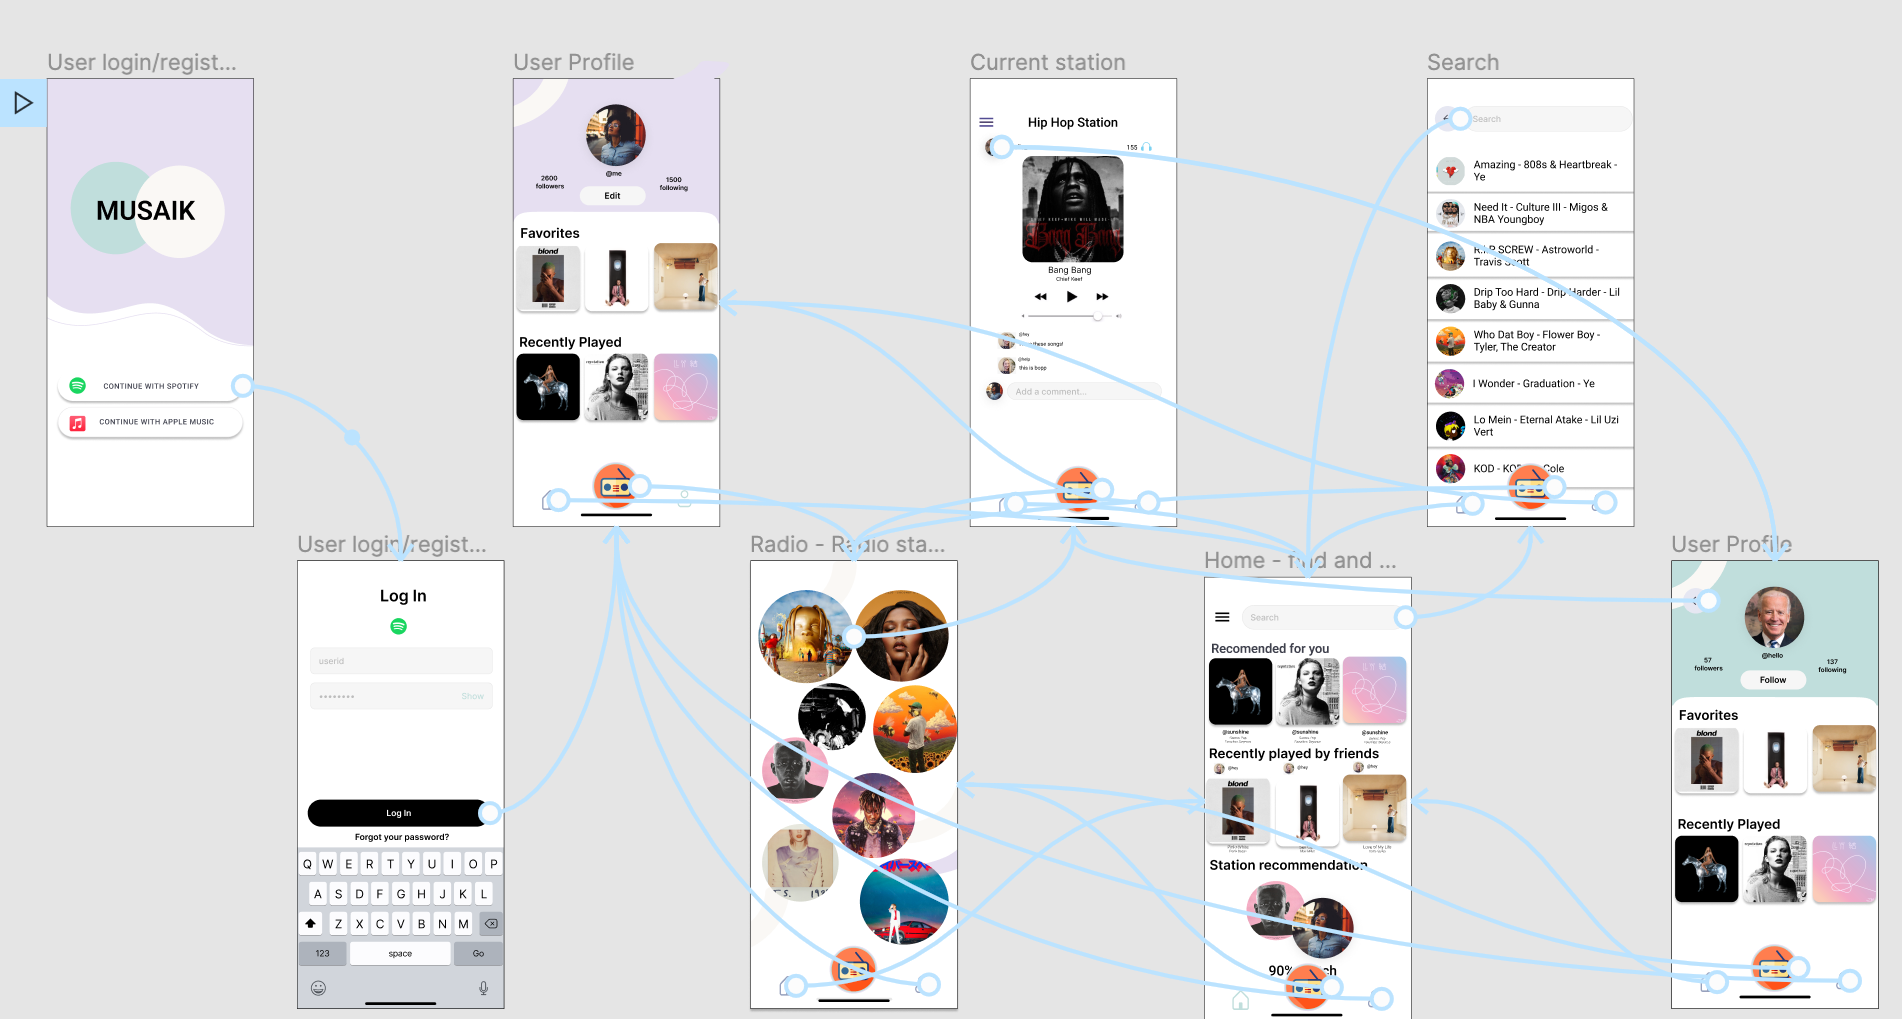 User login/regist...
MUSAIK
CONTINUE WITH SPOTIFY
CONTINUE WITH APPLE MUSIC
User Profile
@me
2600
followers
1500
following
Edit
Favorites
blond
Recently Played
reputation
Current station
Hip Hop Station
155
Bang Bang
Chief Keef
@hey
these songs!
@help
this is bopp
Add a comment...
Search
Search
Amazing - 808s & Heartbreak -
Ye
Need It - Culture III - Migos &
NBA Youngboy
R.I.P SCREW - Astroworld -
Travis Scott
Drip Too Hard - Drip Harder - Lil
Baby & Gunna
Who Dat Boy - Flower Boy -
Tyler, The Creator
I Wonder - Graduation - Ye
Lo Mein - Eternal Atake - Lil Uzi
Vert
KOD - KOD - J Cole
User login/regist...
Log In
userid
Show
Log In
Forgot your password?
Q W E R T Y U I O P
A S D F G H J K L
Z X C V B N M
123 space Go
Radio - Radio sta...
Home - find and ...
Search
Recomended for you
reputation
@sunshine
@sunshine
@sunshine
Recently played by friends
@hey
@hey
@hey
blond
Station recommendation
90% match
User Profile
@hello
57
followers
137
following
Follow
Favorites
blond
Recently Played
reputation